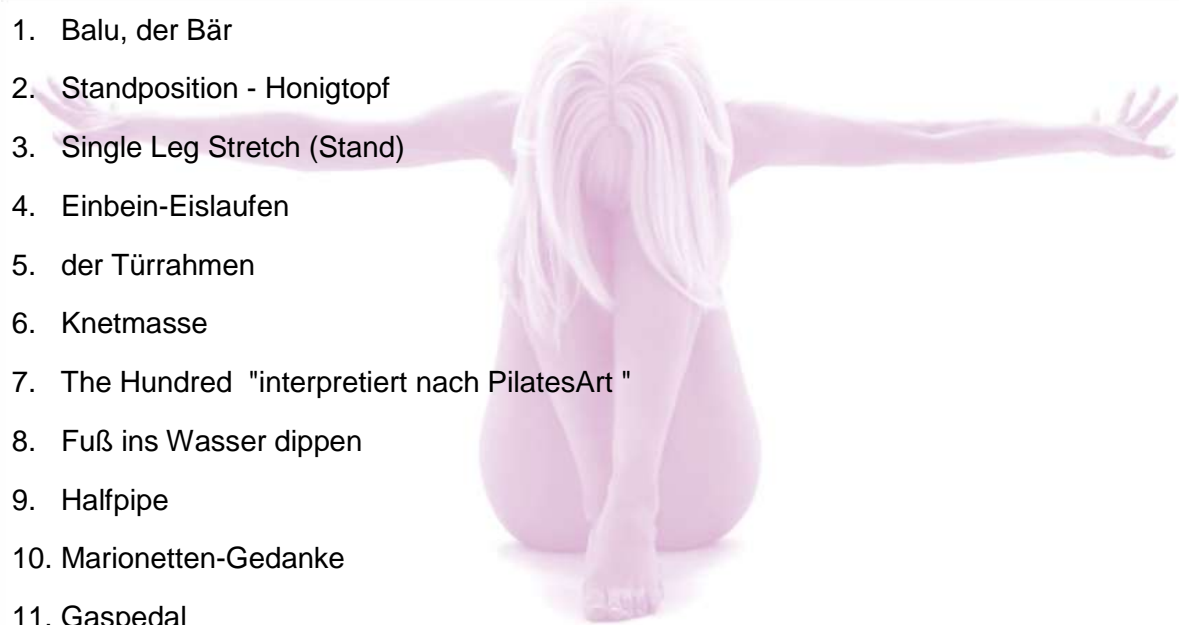 1. Balu, der Bär
2. Standposition - Honigtopf
3. Single Leg Stretch (Stand)
4. Einbein-Eislaufen
5. der Türrahmen
6. Knetmasse
7. The Hundred "interpretiert nach PilatesArt "
8. Fuß ins Wasser dippen
9. Halfpipe
10. Marionetten-Gedanke
11. Gaspedal